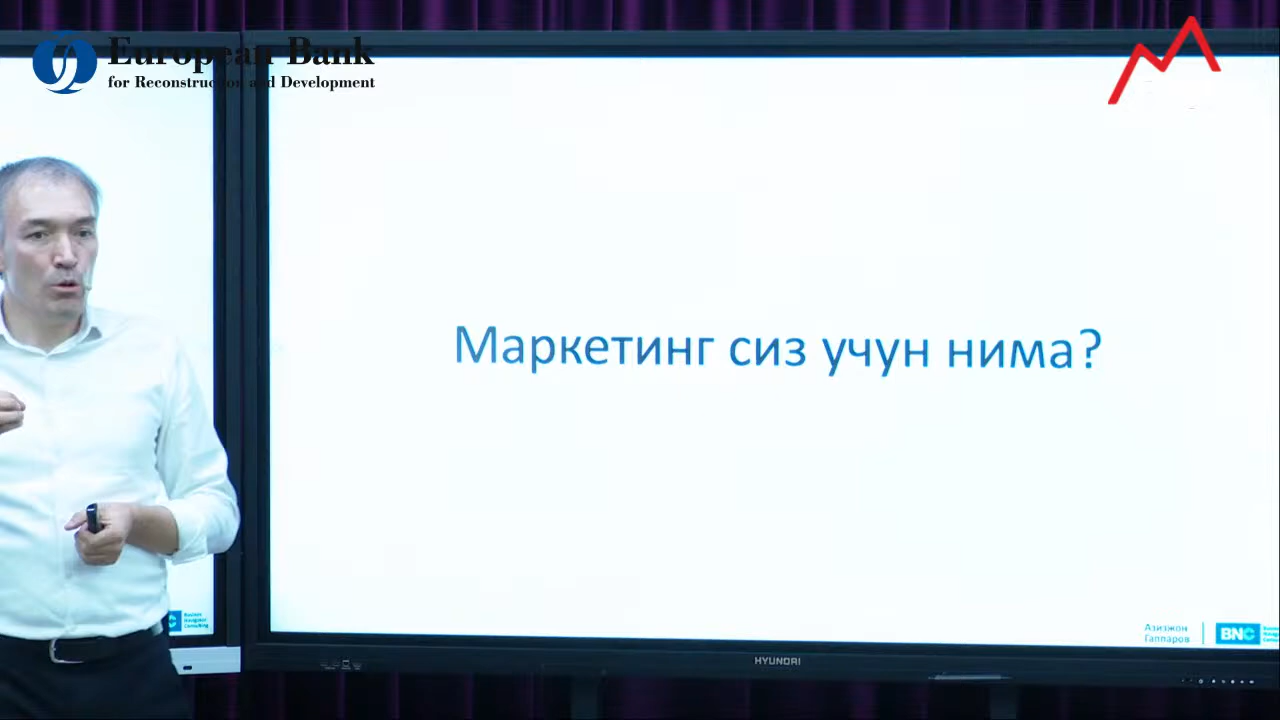 European Bank
for Reconstruction and Development
Маркетинг сиз учун нима?
Азизжон
Гаппаров
BNC
HYUNDAI